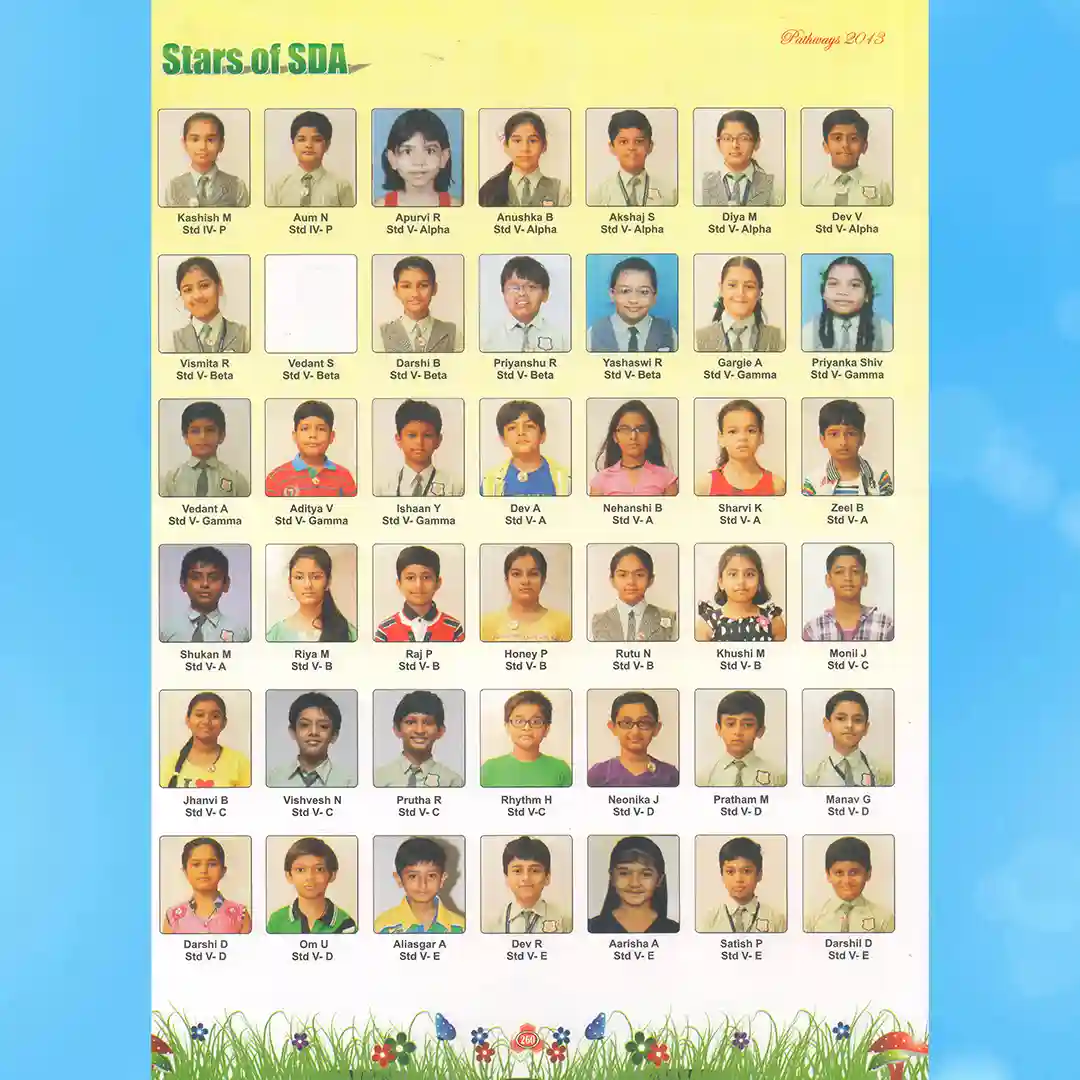 Pathways 2013
Stars of SDA
Kashish M
Std IV- P
Aum N
Std IV- P
Apurvi R
Std V- Alpha
Anushka B
Std V- Alpha
Akshaj S
Std V- Alpha
Diya M
Std V- Alpha
Dev V
Std V- Alpha
Vismita R
Std V- Beta
Vedant S
Std V- Beta
Darshi B
Std V- Beta
Priyanshu R
Std V- Beta
Yashaswi R
Std V- Beta
Gargie A
Std V- Gamma
Priyanka Shiv
Std V- Gamma
Vedant A
Std V- Gamma
Aditya V
Std V- Gamma
Ishaan Y
Std V- Gamma
Dev A
Std V- A
Nehanshi B
Std V- A
Sharvi K
Std V- A
Zeel B
Std V- A
Shukan M
Std V- A
Riya M
Std V- B
Raj P
Std V- B
Honey P
Std V- B
Rutu N
Std V- B
Khushi M
Std V- B
Monil J
Std V- C
Jhanvi B
Std V- C
Vishvesh N
Std V- C
Prutha R
Std V- C
Rhythm H
Std V-C
Neonika J
Std V- D
Pratham M
Std V- D
Manav G
Std V- D
Darshi D
Std V- D
Om U
Std V- D
Aliasgar A
Std V- E
Dev R
Std V- E
Aarisha A
Std V- E
Satish P
Std V- E
Darshil D
Std V- E
260